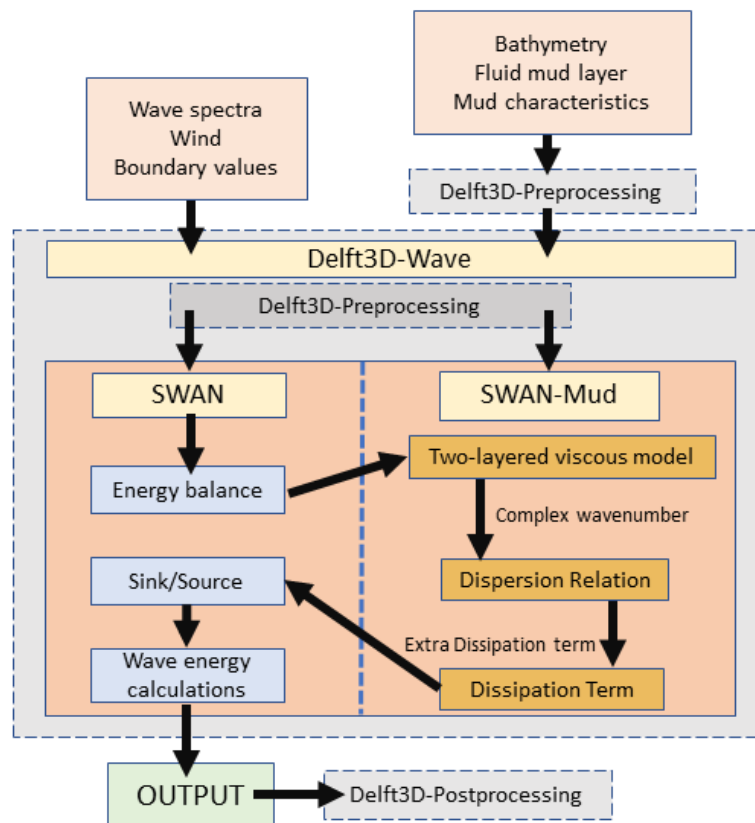 Bathymetry
Fluid mud layer
Mud characteristics
Wave spectra
Wind
Boundary values
Delft3D-Preprocessing
Delft3D-Wave
Delft3D-Preprocessing
SWAN
SWAN-Mud
Energy balance
Two-layered viscous model
Complex wavenumber
Sink/Source
Dispersion Relation
Extra Dissipation term
Wave energy
calculations
Dissipation Term
OUTPUT
Delft3D-Postprocessing